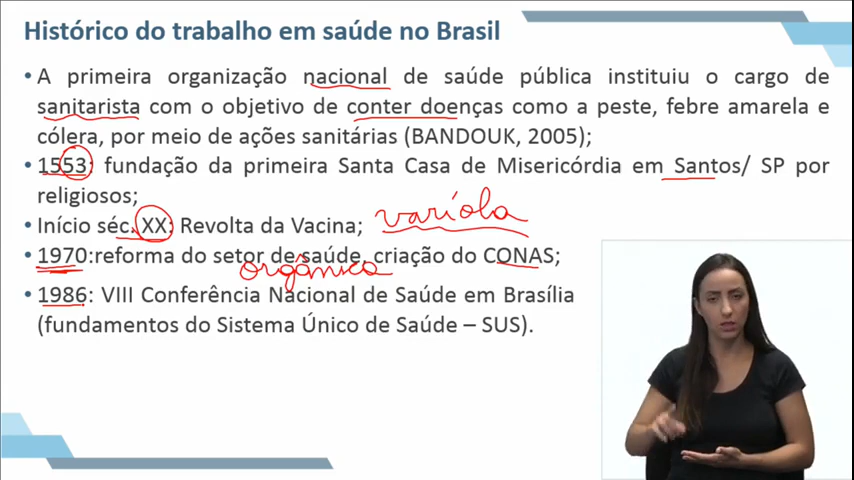 Histórico do trabalho em saúde no Brasil
• A primeira organização nacional de saúde pública instituiu o cargo de
sanitarista com o objetivo de conter doenças como a peste, febre amarela e
cólera, por meio de ações sanitárias (BANDOUK, 2005);
• 1553: fundação da primeira Santa Casa de Misericórdia em Santos/ SP por
religiosos;
• Início séc. XX: Revolta da Vacina; varíola
• 1970:reforma do setor de saúde, criação do CONAS;
orgânica
• 1986: VIII Conferência Nacional de Saúde em Brasília
(fundamentos do Sistema Único de Saúde – SUS).